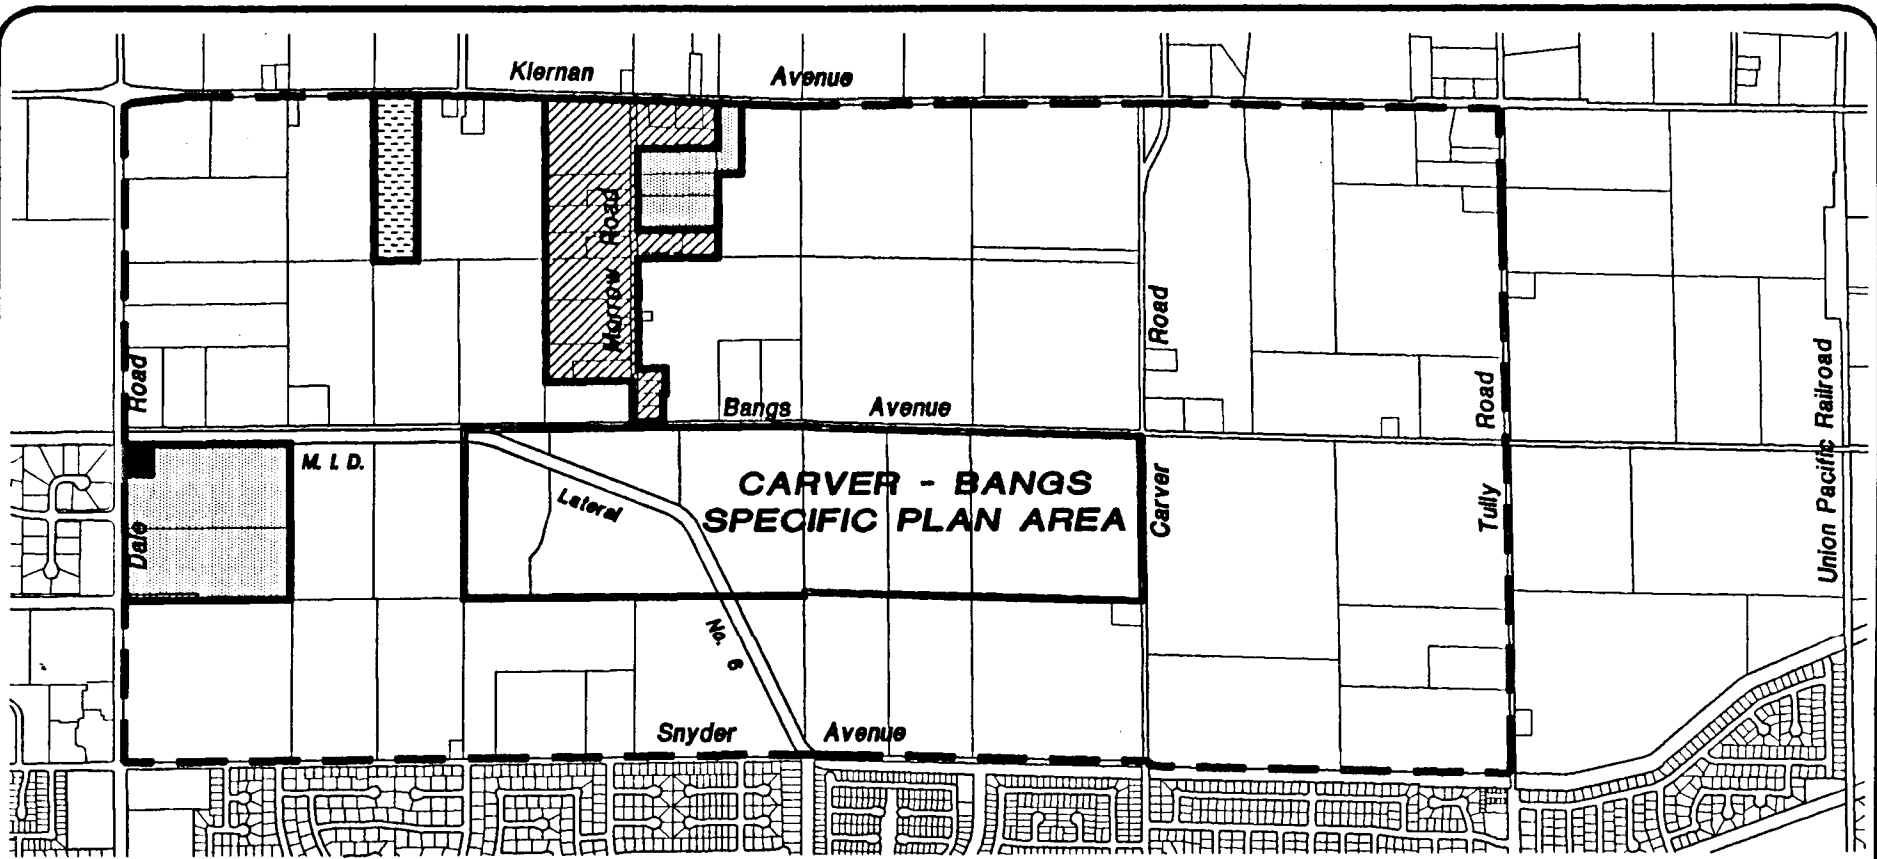 Kiernan Avenue
Morrow Road
Road
Road
Road
Union Pacific Railroad
Bangs Avenue
M. I. D.
CARVER - BANGS
SPECIFIC PLAN AREA
Lateral
Carver
Tully
Dale
No. 6
Snyder Avenue